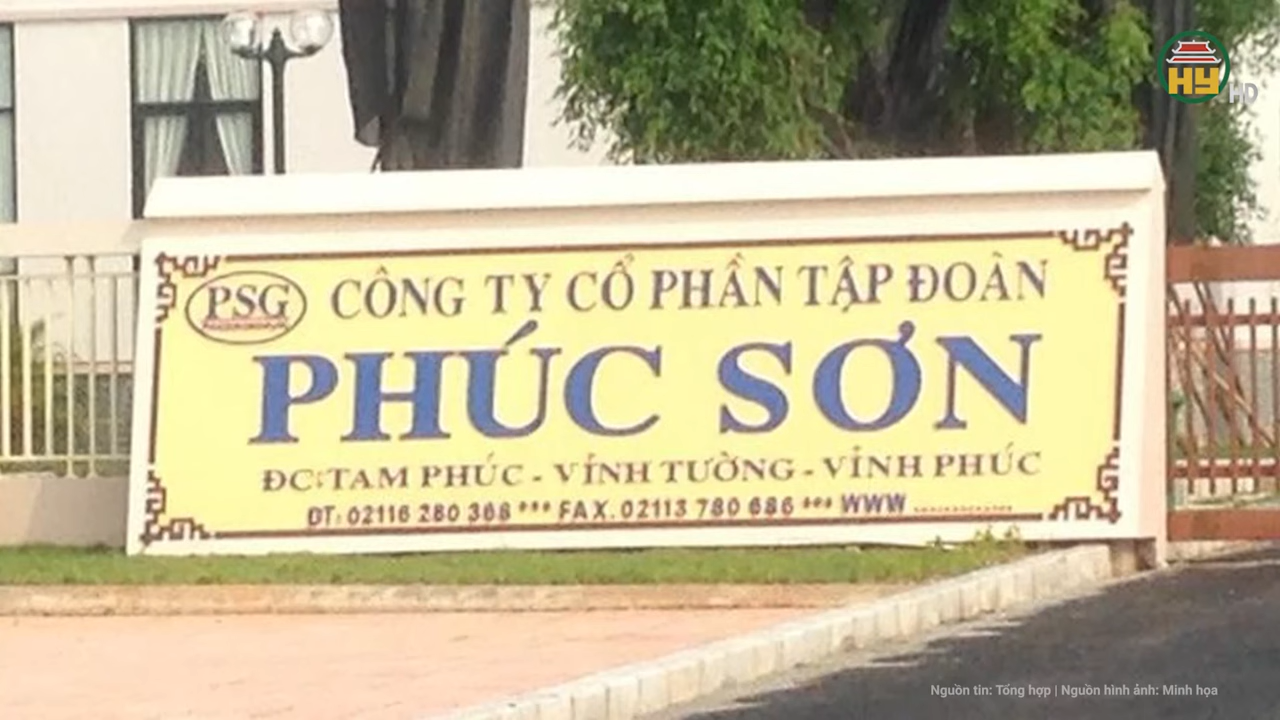 HY HD
PSG
CÔNG TY CỔ PHẦN TẬP ĐOÀN
PHÚC SƠN
ĐC: TAM PHÚC - VĨNH TƯỜNG - VĨNH PHÚC
ĐT: 02116 280 368 *** FAX. 02113 780 686 *** WWW
Nguồn tin: Tổng hợp | Nguồn hình ảnh: Minh họa